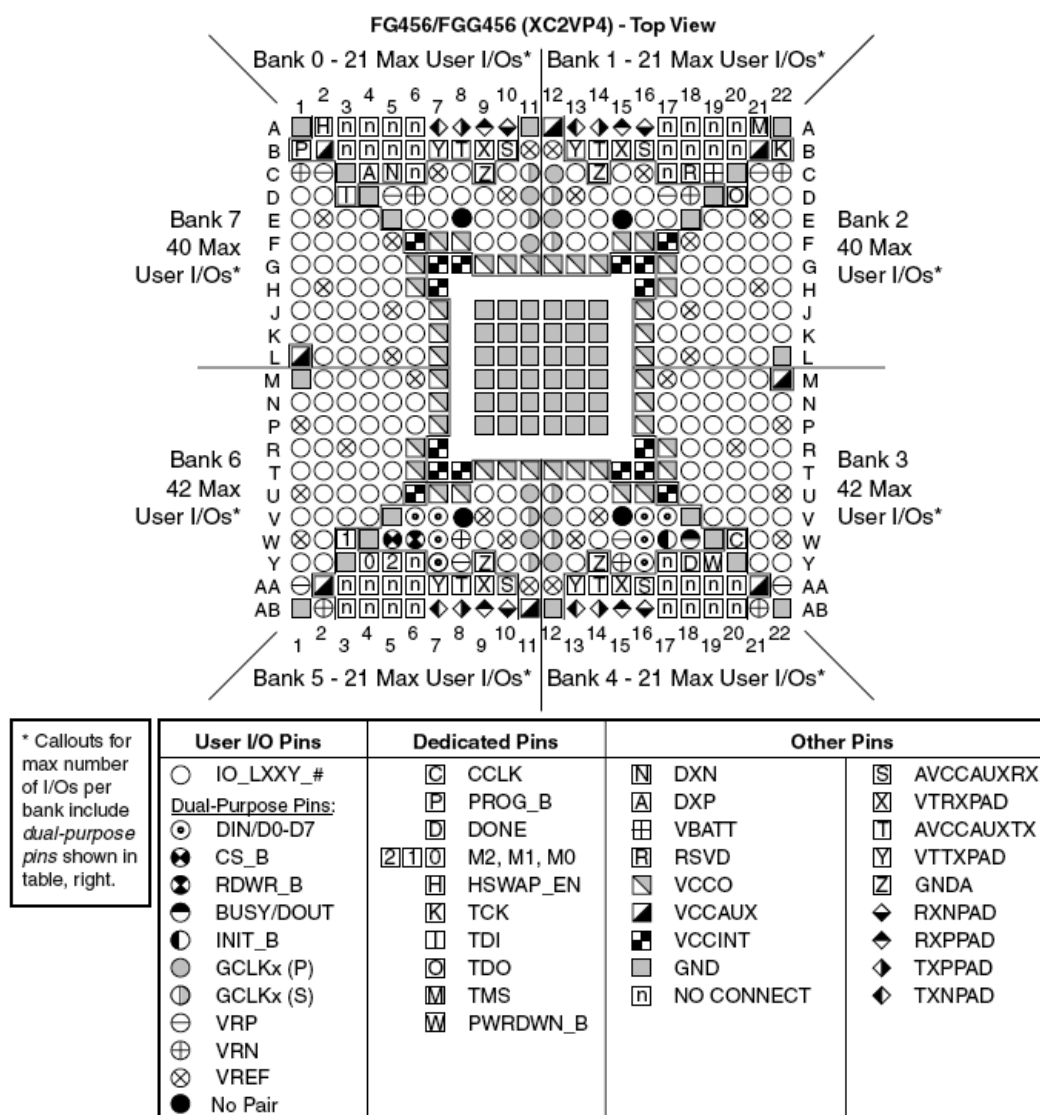 FG456/FGG456 (XC2VP4) - Top View
Bank 0 - 21 Max User I/Os* Bank 1 - 21 Max User I/Os*
1 2 3 4 5 6 7 8 9 10 11 12 13 14 15 16 17 18 19 20 21 22
A H n n n n n n n n M A
B P n n n n Y T X S Y T X S n n n n K B
C A N n Z Z n R C
D I O D
Bank 7
40 Max
User I/Os*
Bank 2
40 Max
User I/Os*
E E
F F
G G
H H
J J
K K
L L
M M
N N
P P
R R
T T
U U
V V
Bank 6
42 Max
User I/Os*
Bank 3
42 Max
User I/Os*
W 1 C W
Y 0 2 n Z Z n D W Y
AA n n n n Y T X S Y T X S n n n n AA
AB n n n n n n n n AB
1 2 3 4 5 6 7 8 9 10 11 12 13 14 15 16 17 18 19 20 21 22
Bank 5 - 21 Max User I/Os* Bank 4 - 21 Max User I/Os*
* Callouts for
max number
of I/Os per
bank include
dual-purpose
pins shown in
table, right.
User I/O Pins
IO_LXXY_#
Dual-Purpose Pins:
DIN/D0-D7
CS_B
RDWR_B
BUSY/DOUT
INIT_B
GCLKx (P)
GCLKx (S)
VRP
VRN
VREF
No Pair
Dedicated Pins
C CCLK
P PROG_B
D DONE
2 1 0 M2, M1, M0
H HSWAP_EN
K TCK
I TDI
O TDO
M TMS
W PWRDWN_B
Other Pins
N DXN
A DXP
VBATT
R RSVD
VCCO
VCCAUX
VCCINT
GND
n NO CONNECT
S AVCCAUXRX
X VTRXPAD
T AVCCAUXTX
Y VTTXPAD
Z GNDA
RXNPAD
RXPPAD
TXPPAD
TXNPAD